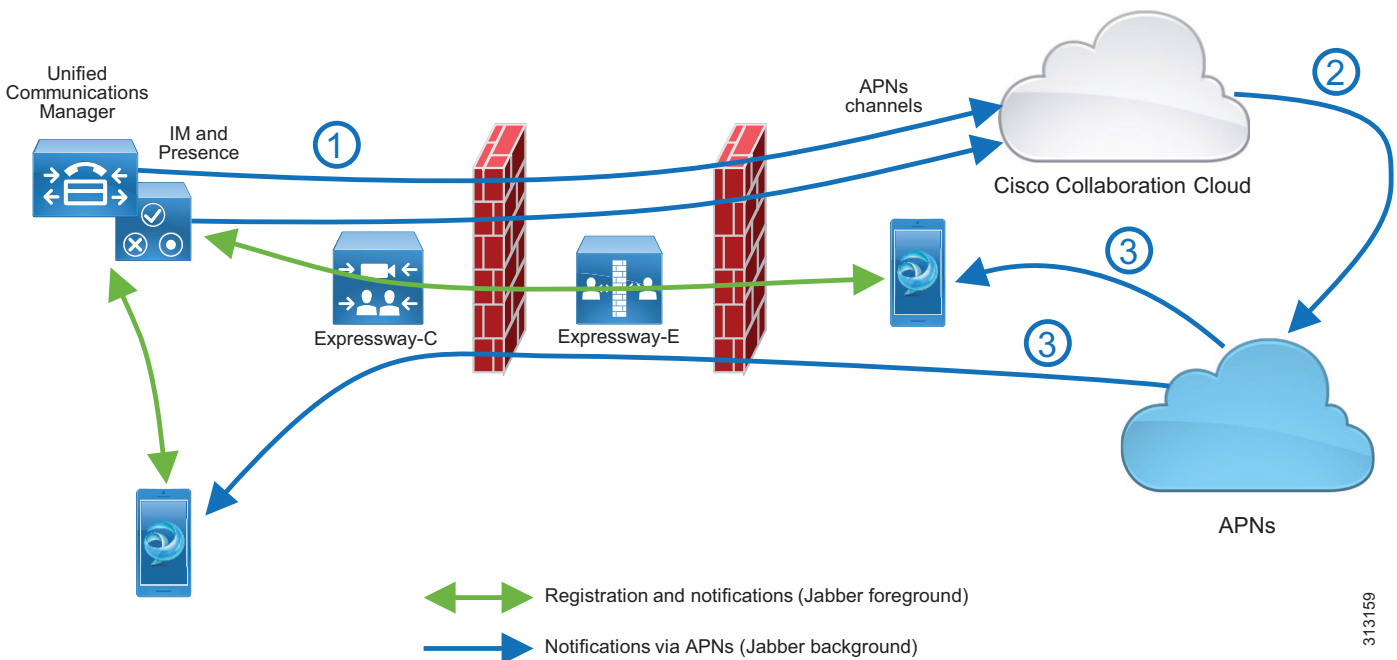 Unified
Communications
Manager
IM and
Presence
1
APNs
channels
2
Cisco Collaboration Cloud
Expressway-C
Expressway-E
3
3
APNs
Registration and notifications (Jabber foreground)
Notifications via APNs (Jabber background)
313159